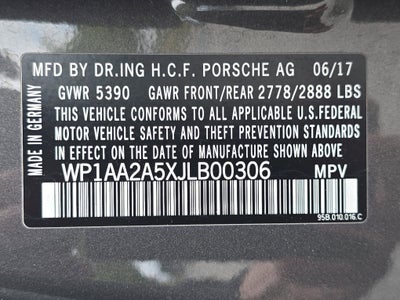 MFD BY DR.ING H.C.F. PORSCHE AG 06/17
GVWR 5390 GAWR FRONT/REAR 2778/2888 LBS
THIS VEHICLE CONFORMS TO ALL APPLICABLE U.S.FEDERAL
MOTOR VEHICLE SAFETY AND THEFT PREVENTION STANDARDS
IN EFFECT ON THE DATE OF MANUFACTURE SHOWN ABOVE.
WP1AA2A5XJLB00306 MPV
95B.010.016.C
MADE IN GERMANY